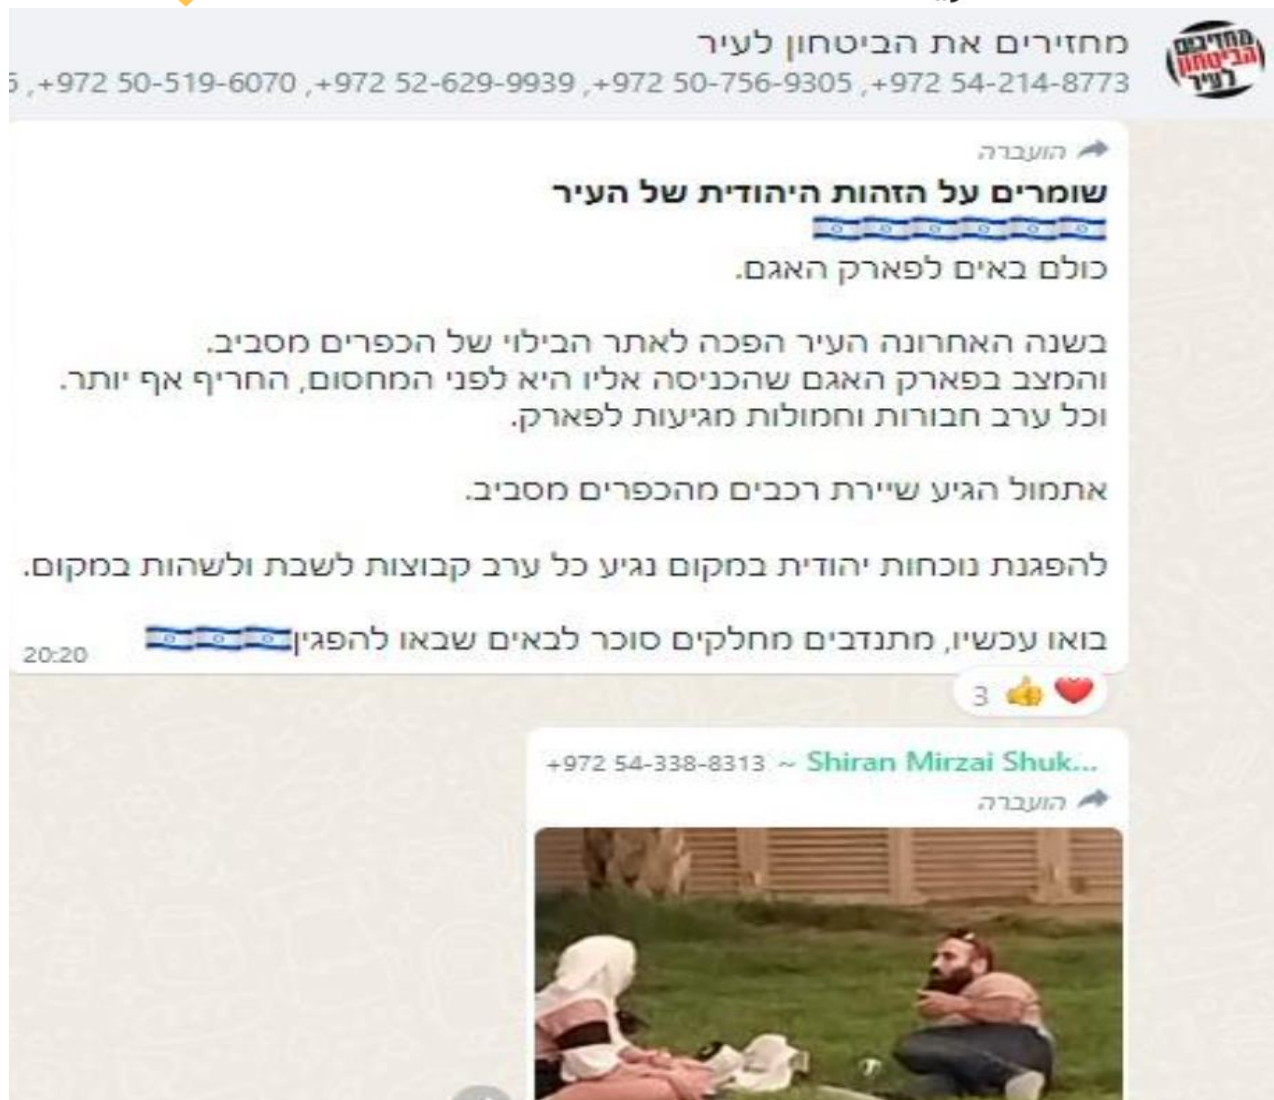 מחזירים את הביטחון לעיר
מחזירים
הביטחון
לעיר
+972 54-214-8773, +972 50-756-9305, +972 52-629-9939, +972 50-519-6070, 5
הועברה
שומרים על הזהות היהודית של העיר
🇮🇱🇮🇱🇮🇱🇮🇱🇮🇱🇮🇱
כולם באים לפארק האגם.
בשנה האחרונה העיר הפכה לאתר הבילוי של הכפרים מסביב.
והמצב בפארק האגם שהכניסה אליו היא לפני המחסום, החריף אף יותר.
וכל ערב חבורות וחמולות מגיעות לפארק.
אתמול הגיע שיירת רכבים מהכפרים מסביב.
להפגנת נוכחות יהודית במקום נגיע כל ערב קבוצות לשבת ולשהות במקום.
בואו עכשיו, מתנדבים מחלקים סוכר לבאים שבאו להפגין🇮🇱🇮🇱🇮🇱
20:20
❤️👍 3
+972 54-338-8313 ~ Shiran Mirzai Shuk...
הועברה